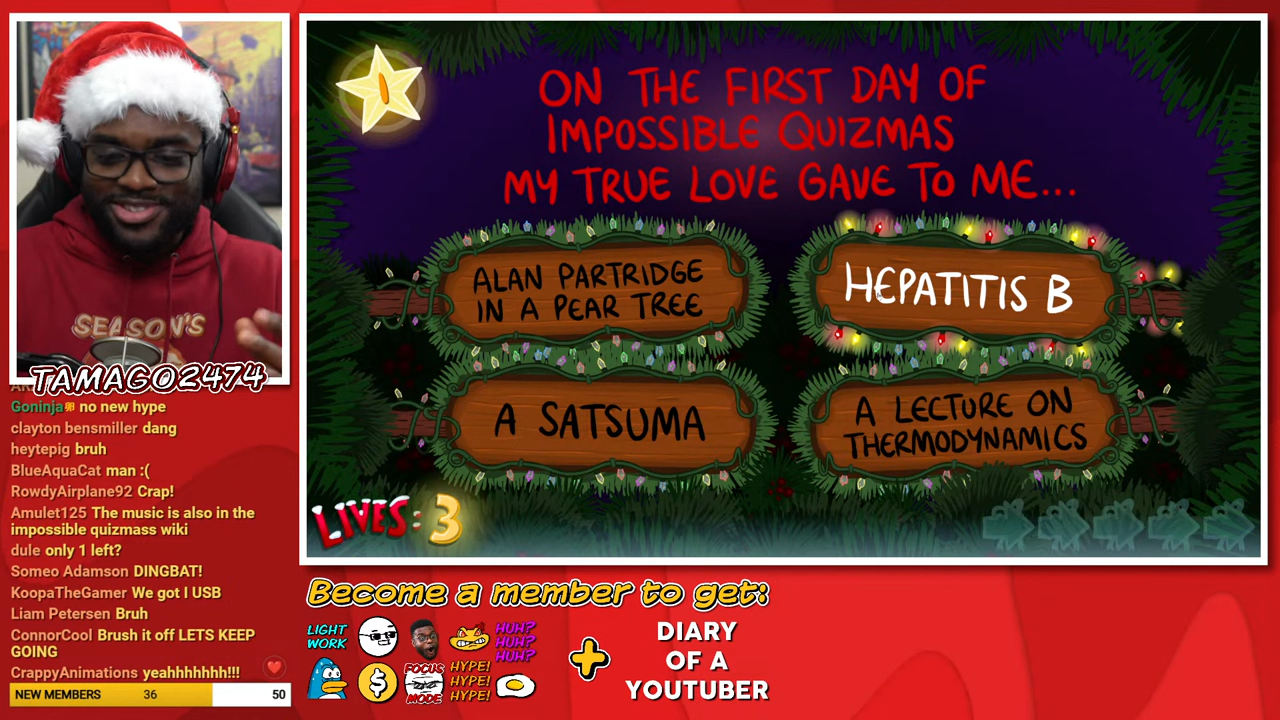 SEASON'S
TAMAGO2474
Goninja no new hype
clayton bensmiller dang
heytepig bruh
BlueAquaCat man :(
RowdyAirplane92 Crap!
Amulet125 The music is also in the
impossible quizmass wiki
dule only 1 left?
Someo Adamson DINGBAT!
KoopaTheGamer We got I USB
Liam Petersen Bruh
ConnorCool Brush it off LETS KEEP
GOING
CrappyAnimations yeahhhhhhh!!!
NEW MEMBERS 36 50
1
ON THE FIRST DAY OF
IMPOSSIBLE QUIZMAS
MY TRUE LOVE GAVE TO ME...
ALAN PARTRIDGE
IN A PEAR TREE
HEPATITIS B
A SATSUMA
A LECTURE ON
THERMODYNAMICS
LIVES: 3
Become a member to get:
LIGHT
WORK
FOCUS
MODE
HYPE!
HYPE!
HYPE!
HUH?
HUH?
HUH?
$
+
DIARY
OF A
YOUTUBER